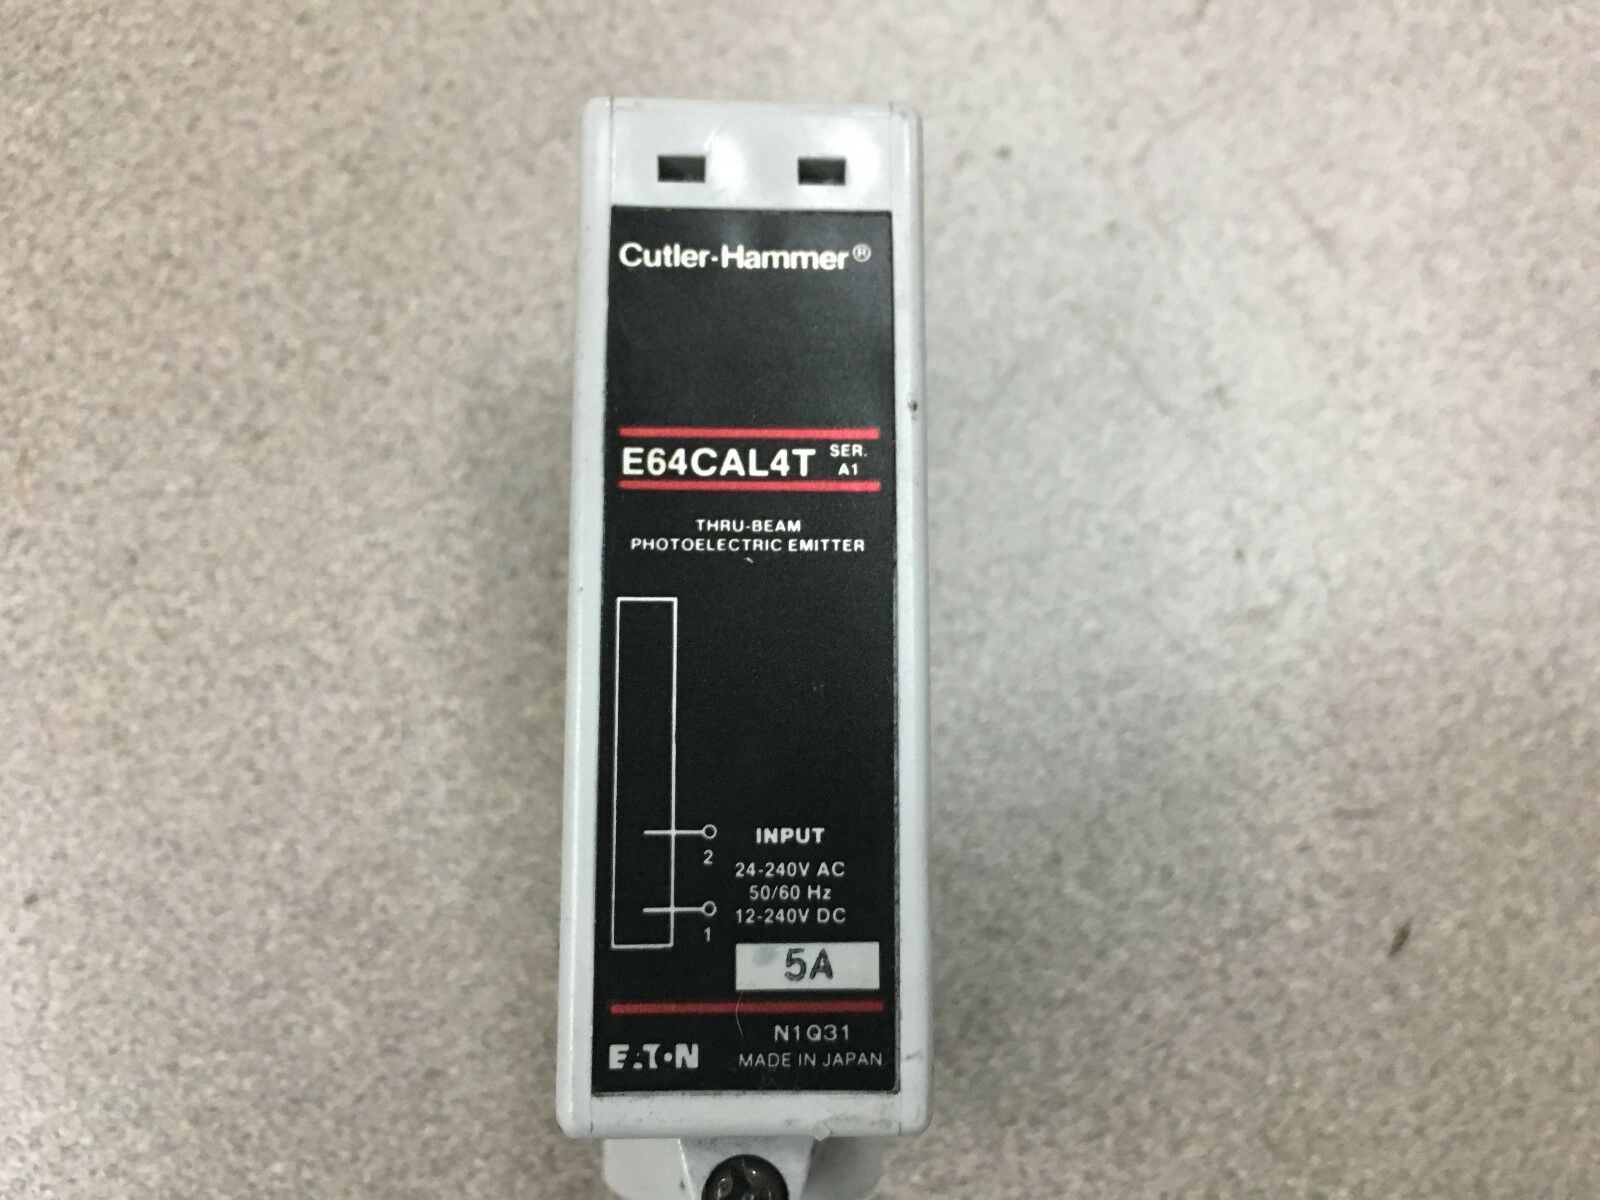 Cutler-Hammer®
E64CAL4T SER. A1
THRU-BEAM
PHOTOELECTRIC EMITTER
2 INPUT
24-240V AC
50/60 Hz
1 12-240V DC
5A
N1Q31
EATON MADE IN JAPAN